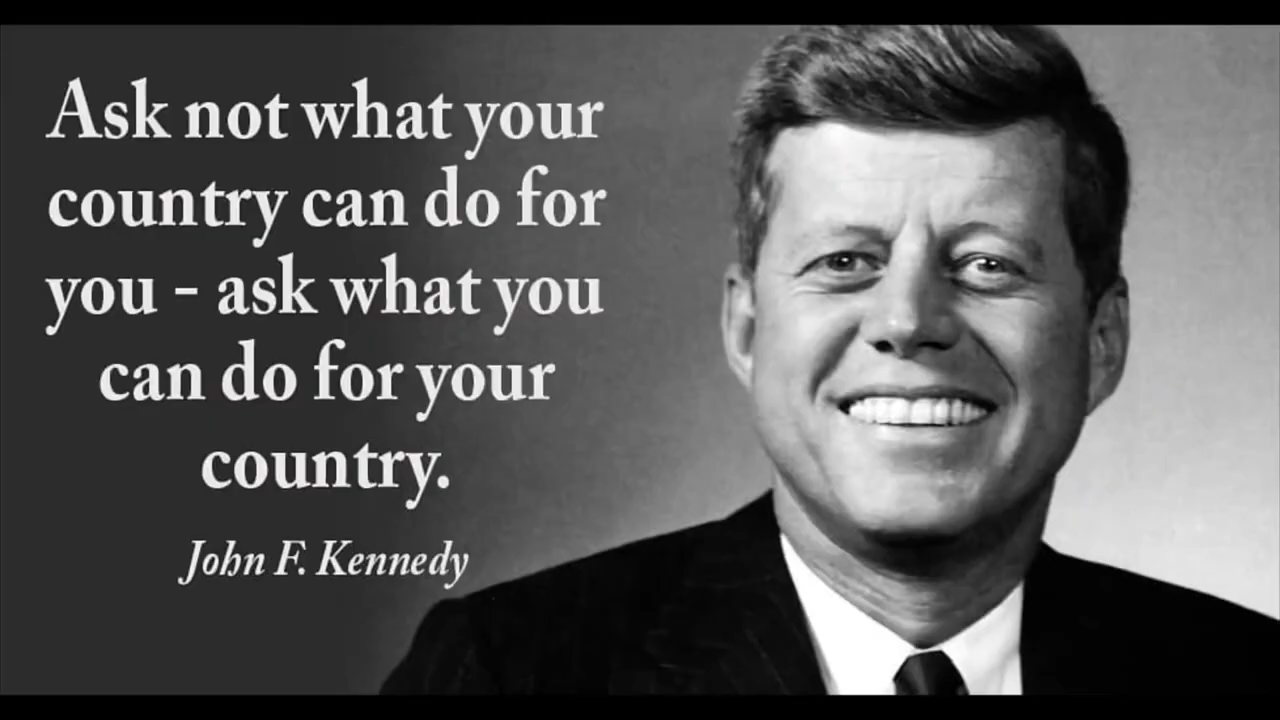 Ask not what your
country can do for
you - ask what you
can do for your
country.
John F. Kennedy